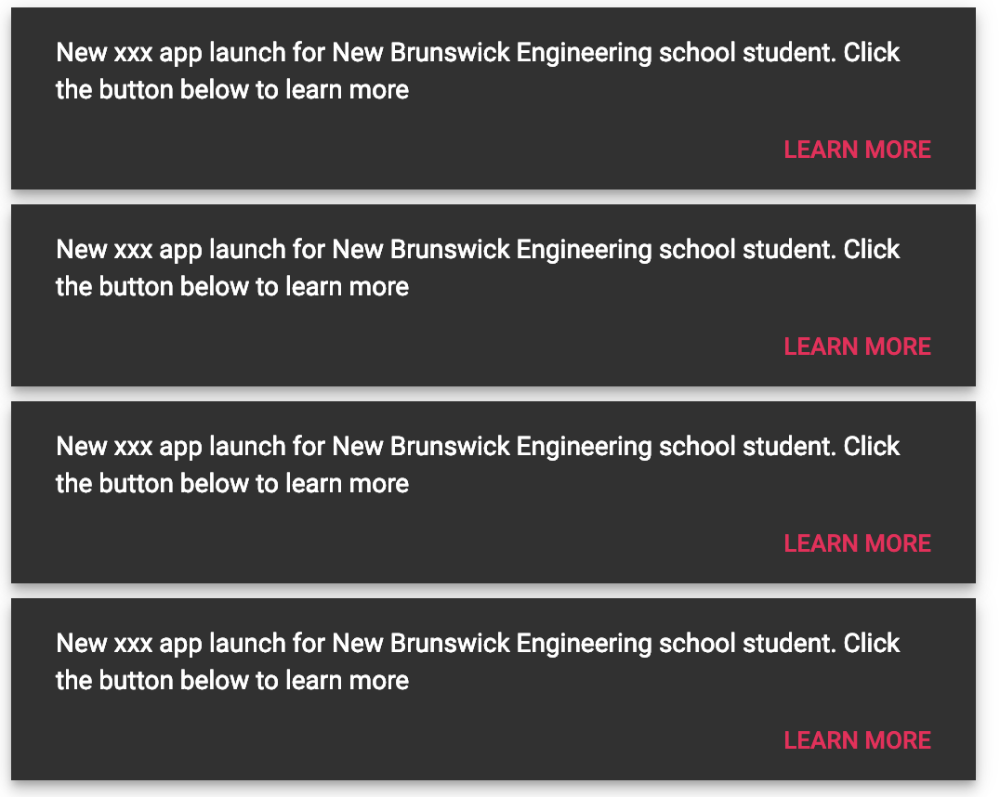 New xxx app launch for New Brunswick Engineering school student. Click
the button below to learn more
LEARN MORE
New xxx app launch for New Brunswick Engineering school student. Click
the button below to learn more
LEARN MORE
New xxx app launch for New Brunswick Engineering school student. Click
the button below to learn more
LEARN MORE
New xxx app launch for New Brunswick Engineering school student. Click
the button below to learn more
LEARN MORE